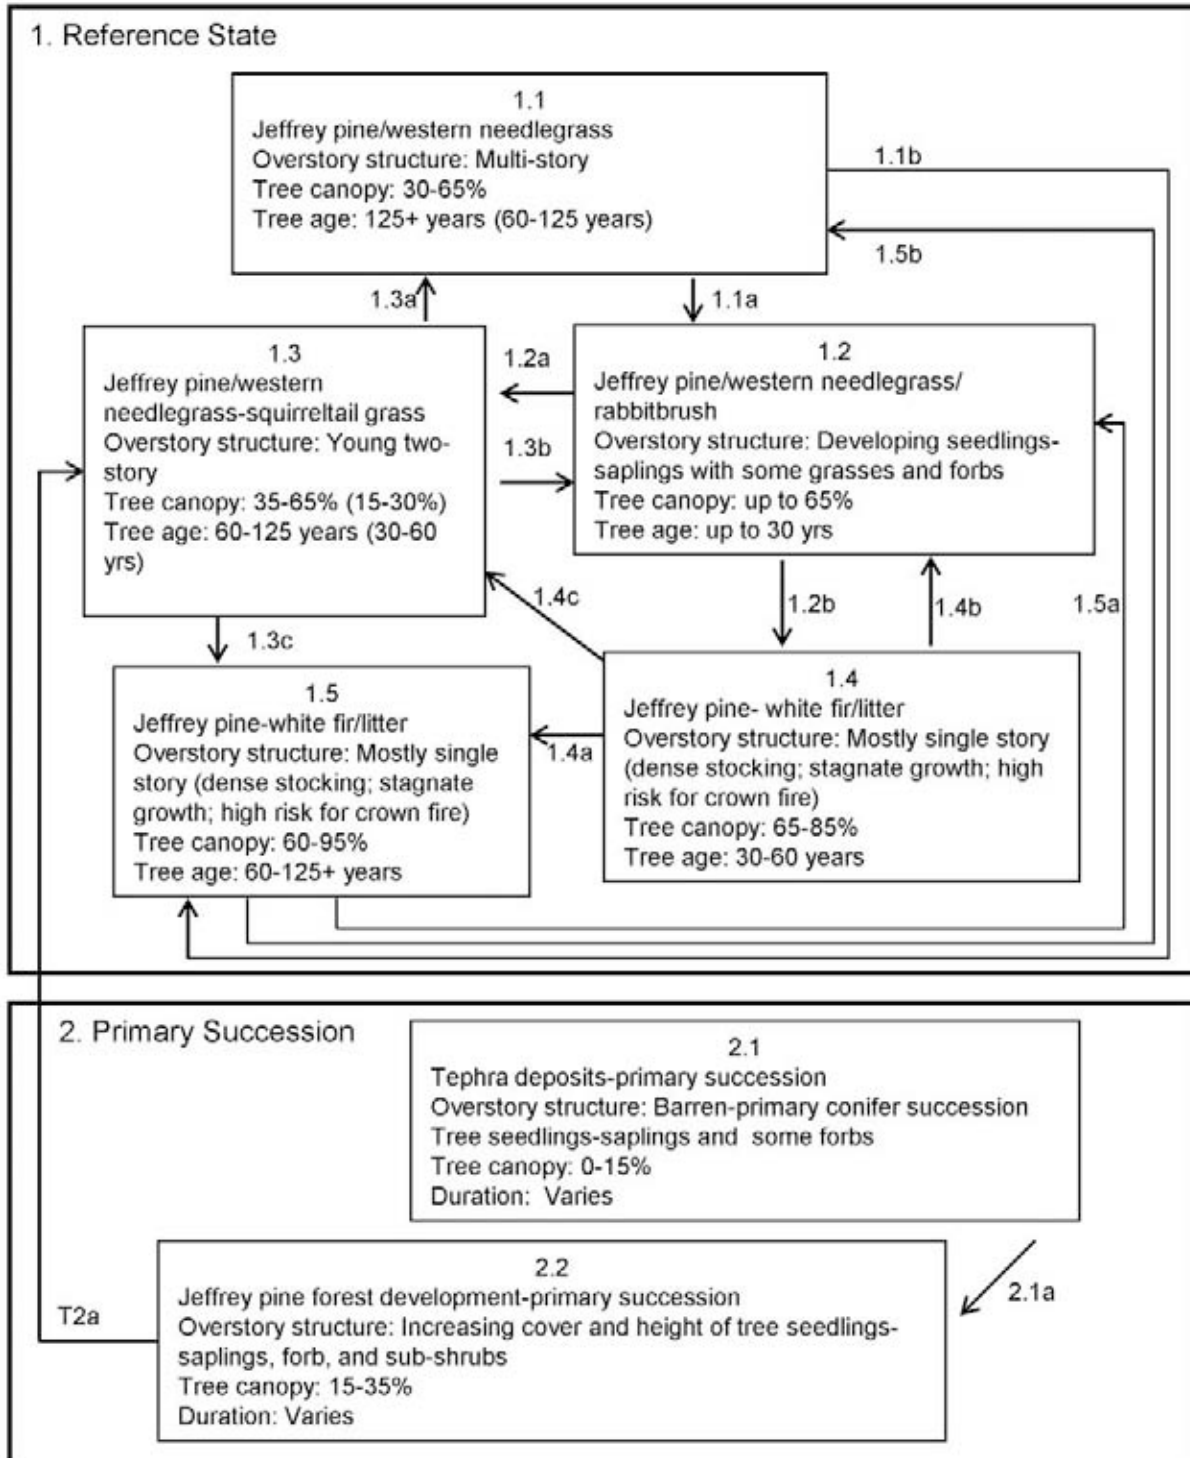 1. Reference State
1.1
Jeffrey pine/western needlegrass
Overstory structure: Multi-story
Tree canopy: 30-65%
Tree age: 125+ years (60-125 years)
1.1b
1.5b
1.3a
1.1a
1.3
Jeffrey pine/western
needlegrass-squirreltail grass
Overstory structure: Young two-
story
Tree canopy: 35-65% (15-30%)
Tree age: 60-125 years (30-60
yrs)
1.2a
1.3b
1.2
Jeffrey pine/western needlegrass/
rabbitbrush
Overstory structure: Developing seedlings-
saplings with some grasses and forbs
Tree canopy: up to 65%
Tree age: up to 30 yrs
1.3c
1.4c
1.2b
1.4b
1.5a
1.5
Jeffrey pine-white fir/litter
Overstory structure: Mostly single
story (dense stocking; stagnate
growth; high risk for crown fire)
Tree canopy: 60-95%
Tree age: 60-125+ years
1.4a
1.4
Jeffrey pine- white fir/litter
Overstory structure: Mostly single story
(dense stocking; stagnate growth; high
risk for crown fire)
Tree canopy: 65-85%
Tree age: 30-60 years
2. Primary Succession
2.1
Tephra deposits-primary succession
Overstory structure: Barren-primary conifer succession
Tree seedlings-saplings and some forbs
Tree canopy: 0-15%
Duration: Varies
2.1a
T2a
2.2
Jeffrey pine forest development-primary succession
Overstory structure: Increasing cover and height of tree seedlings-
saplings, forb, and sub-shrubs
Tree canopy: 15-35%
Duration: Varies